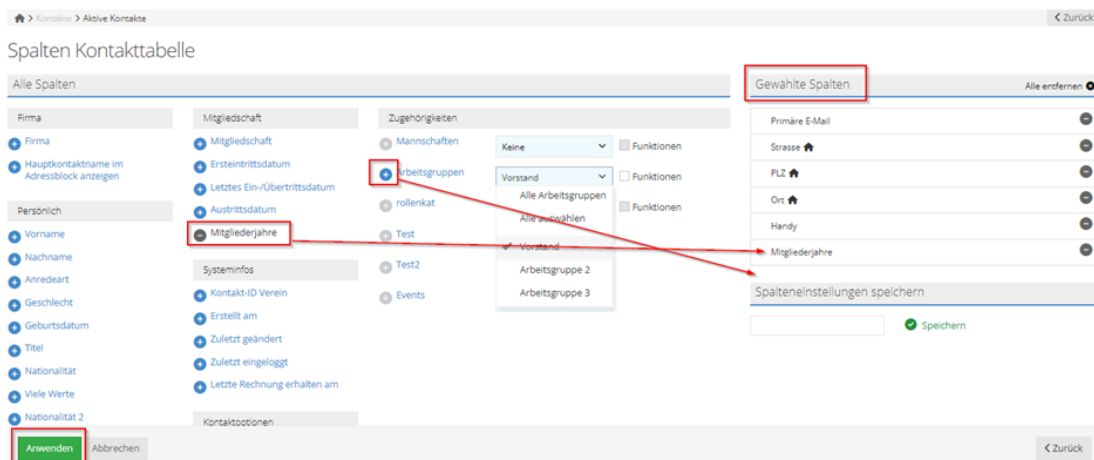 > Kontakte > Aktive Kontakte
< Zurück
Spalten Kontakttabelle
Alle Spalten
Firma
Firma
Hauptkontaktname im
Adressblock anzeigen
Persönlich
Vorname
Nachname
Anredeart
Geschlecht
Geburtsdatum
Titel
Nationalität
Viele Werte
Nationalität 2
Mitgliedschaft
Mitgliedschaft
Ersteintrittsdatum
Letztes Ein-/Übertrittsdatum
Austrittsdatum
Mitgliederjahre
Systeminfos
Kontakt-ID Verein
Erstellt am
Zuletzt geändert
Zuletzt eingeloggt
Letzte Rechnung erhalten am
Kontaktoptionen
Zugehörigkeiten
Mannschaften
Keine
Funktionen
Arbeitsgruppen
Vorstand
Funktionen
rollenkat
Funktionen
Test
Test2
Events
Alle Arbeitsgruppen
Alle auswählen
Vorstand
Arbeitsgruppe 2
Arbeitsgruppe 3
Gewählte Spalten
Alle entfernen
Primäre E-Mail
Strasse
PLZ
Ort
Handy
Mitgliederjahre
Spalteneinstellungen speichern
Speichern
Anwenden
Abbrechen
< Zurück